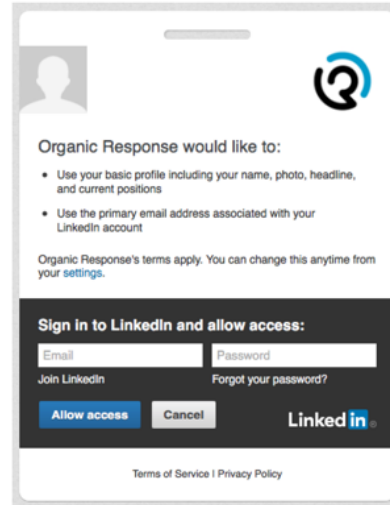 Organic Response would like to:
• Use your basic profile including your name, photo, headline,
and current positions
• Use the primary email address associated with your
LinkedIn account
Organic Response's terms apply. You can change this anytime from
your settings.
Sign in to LinkedIn and allow access:
Email Password
Join LinkedIn Forgot your password?
Allow access Cancel LinkedIn
Terms of Service | Privacy Policy